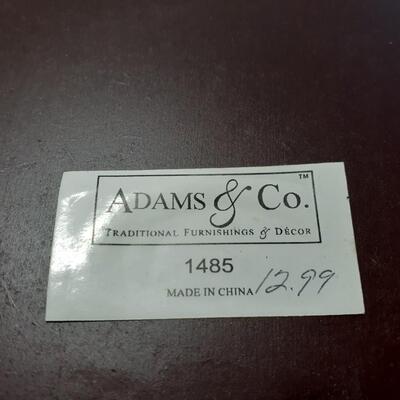 ADAMS & CO.™
TRADITIONAL FURNISHINGS & DÉCOR
1485
MADE IN CHINA 12.99